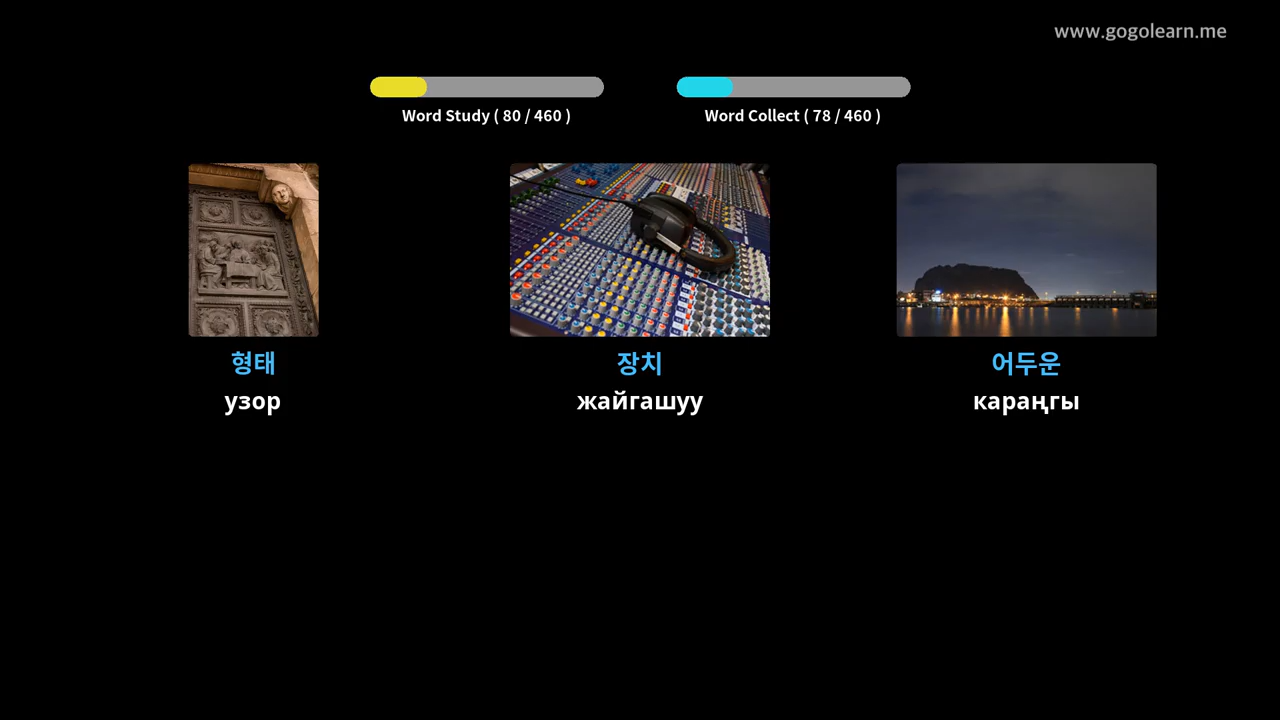 www.gogolearn.me
Word Study ( 80 / 460 )
Word Collect ( 78 / 460 )
형태
장치
어두운
узор
жайгашуу
караңгы